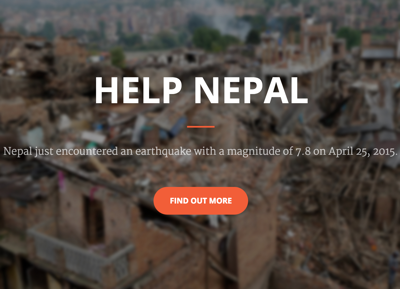 HELP NEPAL
Nepal just encountered an earthquake with a magnitude of 7.8 on April 25, 2015.
FIND OUT MORE